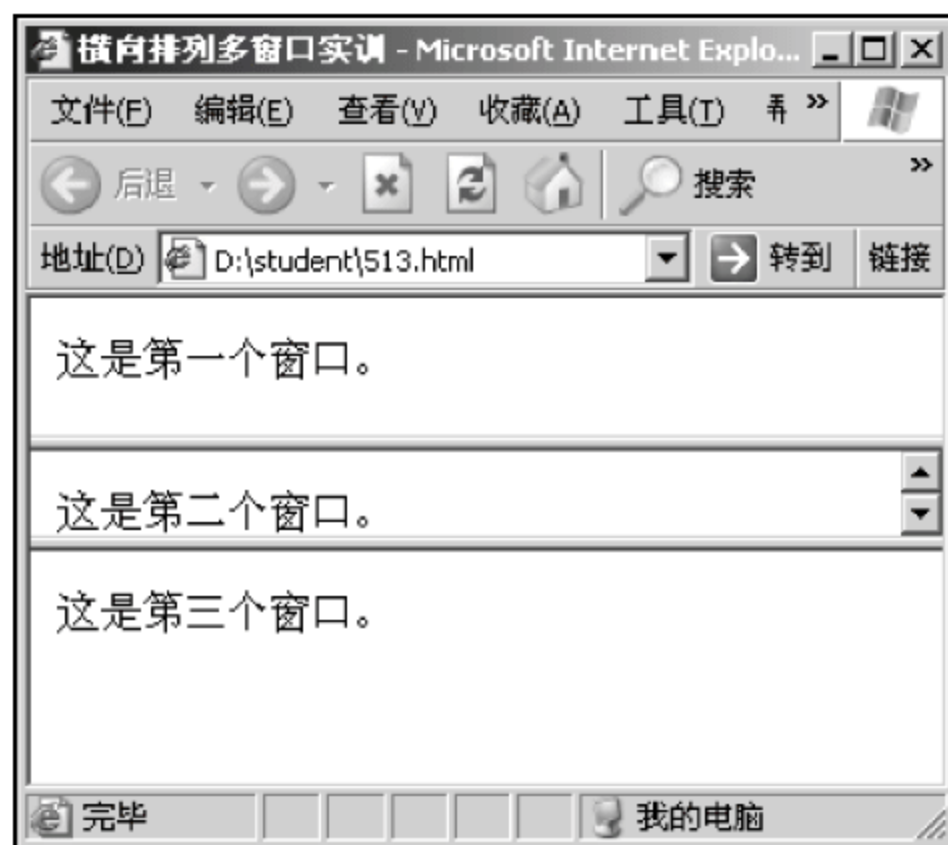 横向排列多窗口实训 - Microsoft Internet Explo...
文件(F) 编辑(E) 查看(V) 收藏(A) 工具(T) »
后退 搜索 »
地址(D) D:\student\513.html 转到 链接
这是第一个窗口。
这是第二个窗口。
这是第三个窗口。
完毕 我的电脑